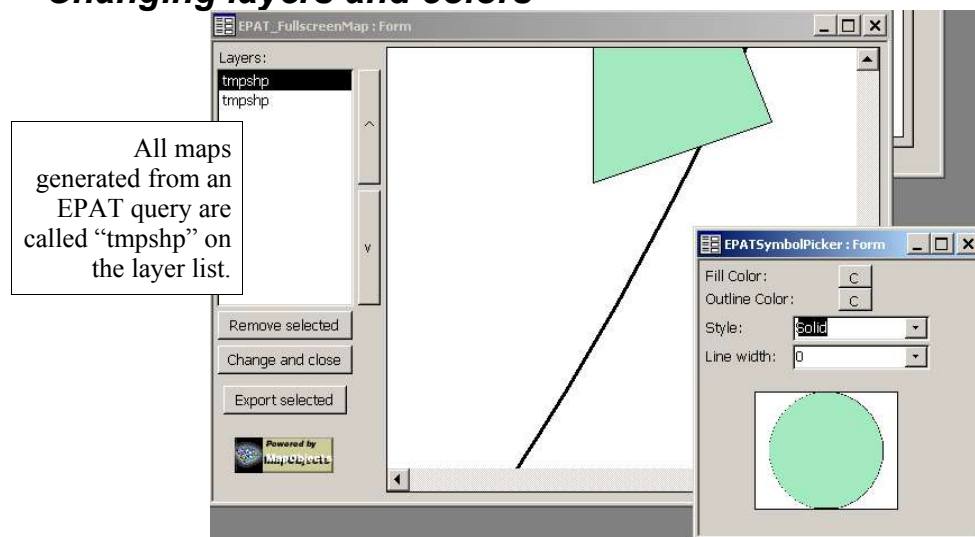 Changing layers and colors
EPAT_FullscreenMap : Form
Layers:
tmpshp
tmpshp
^
v
All maps
generated from an
EPAT query are
called “tmpshp” on
the layer list.
Remove selected
Change and close
Export selected
Powered by
MapObjects
EPATSymbolPicker : Form
Fill Color:
C
Outline Color:
C
Style:
Solid
Line width:
0